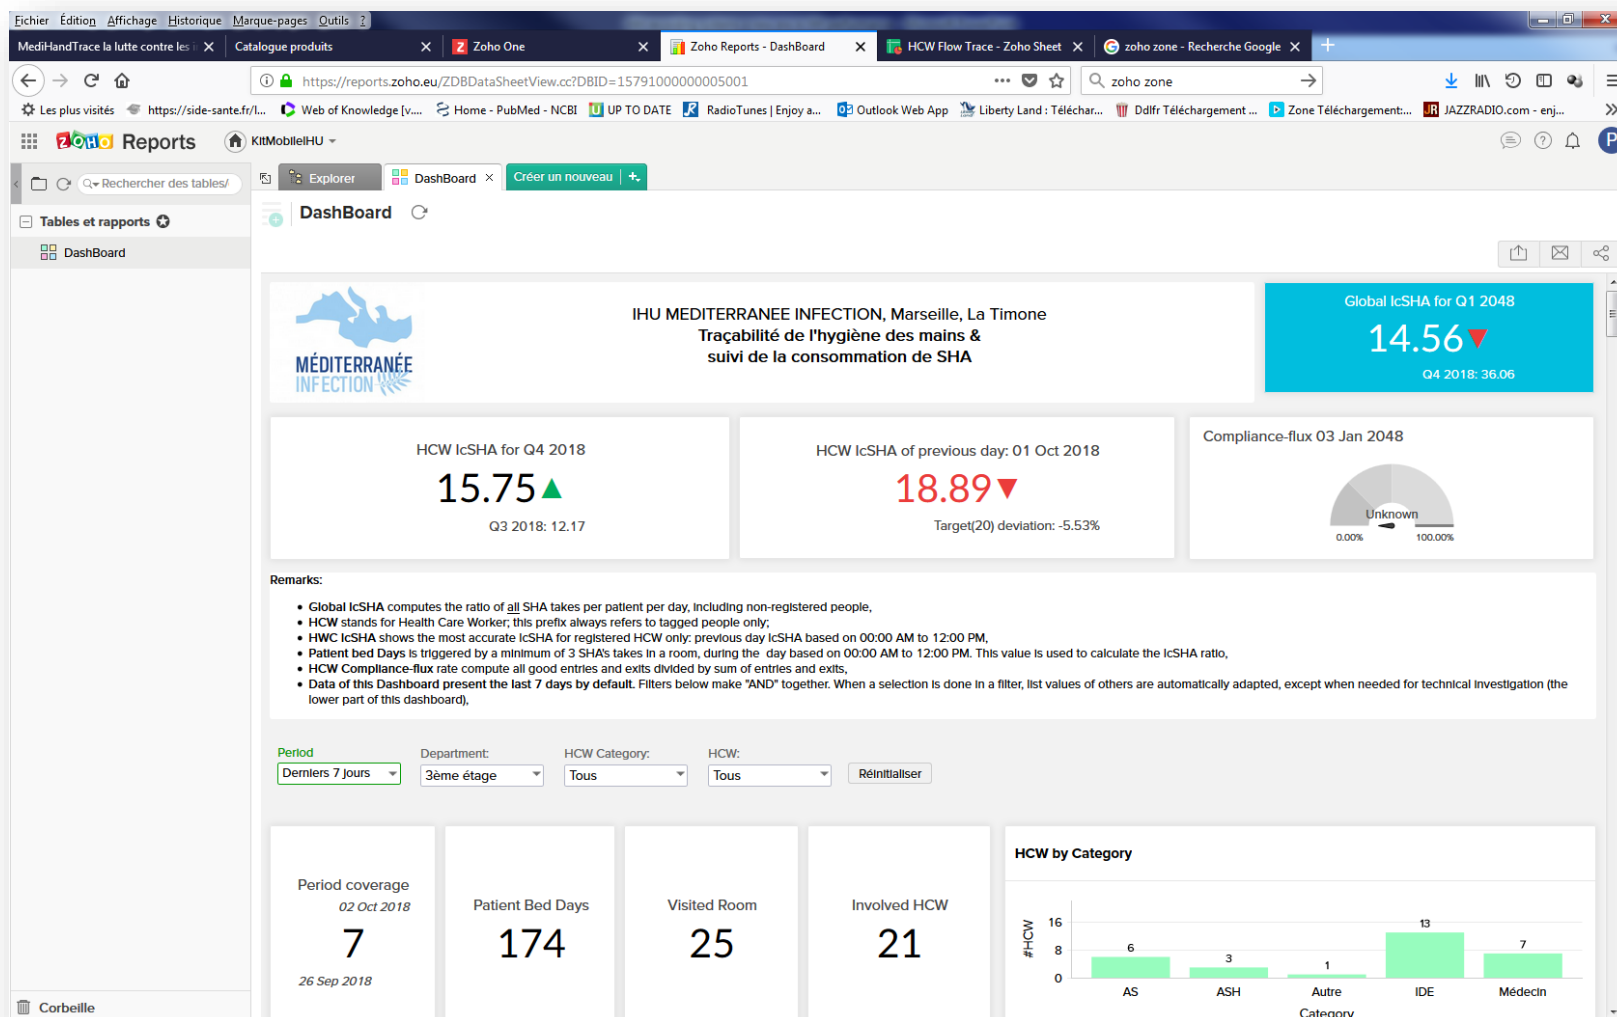 Fichier Édition Affichage Historique Marque-pages Outils ?
MediHandTrace la lutte contre les i
Catalogue produits
Zoho One
Zoho Reports - DashBoard
HCW Flow Trace - Zoho Sheet
zoho zone - Recherche Google
https://reports.zoho.eu/ZDBDataSheetView.cc?DBID=15791000000005001
zoho zone
Les plus visités
https://side-sante.fr/I...
Web of Knowledge [v....
Home - PubMed - NCBI
UP TO DATE
RadioTunes | Enjoy a...
Outlook Web App
Liberty Land : Téléchar...
Ddlfr Téléchargement ...
Zone Téléchargement:...
JAZZRADIO.com - enj...
ZOHO Reports
KitMobileIHU
P
Rechercher des tables/
Explorer
DashBoard
Créer un nouveau
Tables et rapports
DashBoard
DashBoard
MÉDITERRANÉE
INFECTION
IHU MEDITERRANEE INFECTION, Marseille, La Timone
Traçabilité de l'hygiène des mains &
suivi de la consommation de SHA
Global IcSHA for Q1 2048
14.56
Q4 2018: 36.06
HCW IcSHA for Q4 2018
15.75
Q3 2018: 12.17
HCW IcSHA of previous day: 01 Oct 2018
18.89
Target(20) deviation: -5.53%
Compliance-flux 03 Jan 2048
Unknown
0.00% 100.00%
Remarks:
• Global IcSHA computes the ratio of all SHA takes per patient per day, including non-registered people,
• HCW stands for Health Care Worker; this prefix always refers to tagged people only;
• HWC IcSHA shows the most accurate IcSHA for registered HCW only: previous day IcSHA based on 00:00 AM to 12:00 PM,
• Patient bed Days is triggered by a minimum of 3 SHA's takes in a room, during the day based on 00:00 AM to 12:00 PM. This value is used to calculate the IcSHA ratio,
• HCW Compliance-flux rate compute all good entries and exits divided by sum of entries and exits,
• Data of this Dashboard present the last 7 days by default. Filters below make "AND" together. When a selection is done in a filter, list values of others are automatically adapted, except when needed for technical investigation (the
lower part of this dashboard),
Period
Department:
HCW Category:
HCW:
Derniers 7 jours
3ème étage
Tous
Tous
Réinitialiser
Period coverage
02 Oct 2018
7
26 Sep 2018
Patient Bed Days
174
Visited Room
25
Involved HCW
21
HCW by Category
#HCW
16
8
0
6
3
1
13
7
AS
ASH
Autre
IDE
Médecin
Category
Corbeille